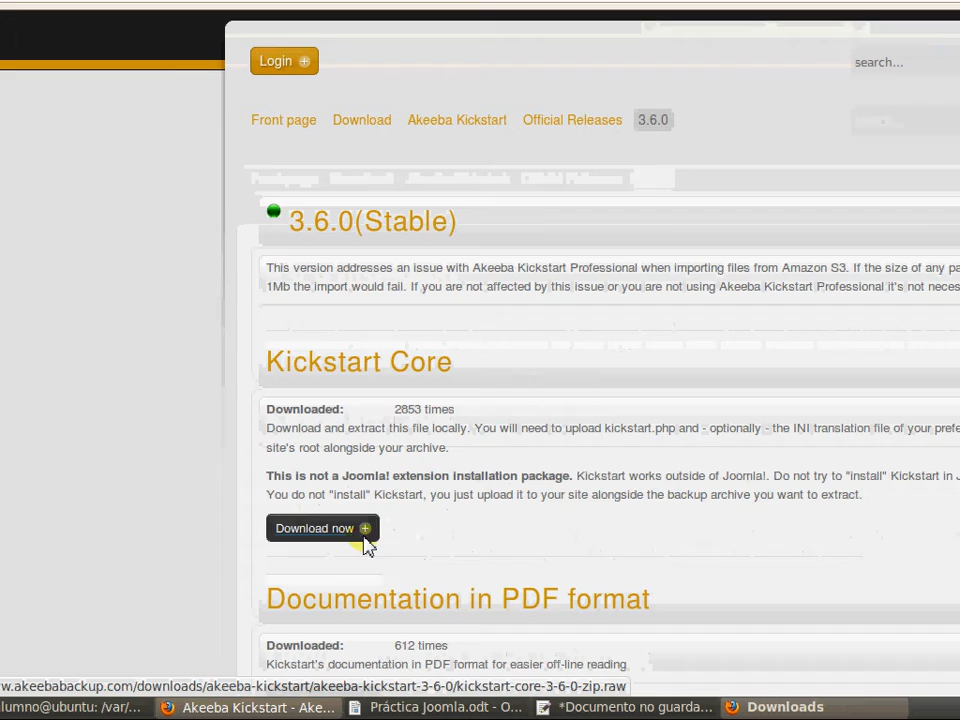 Login
search...
Front page Download Akeeba Kickstart Official Releases 3.6.0
3.6.0(Stable)
This version addresses an issue with Akeeba Kickstart Professional when importing files from Amazon S3. If the size of any pa
1Mb the import would fail. If you are not affected by this issue or you are not using Akeeba Kickstart Professional it's not neces
Kickstart Core
Downloaded: 2853 times
Download and extract this file locally. You will need to upload kickstart.php and - optionally - the INI translation file of your prefe
site's root alongside your archive.
This is not a Joomla! extension installation package. Kickstart works outside of Joomla!. Do not try to "install" Kickstart in J
You do not "install" Kickstart, you just upload it to your site alongside the backup archive you want to extract.
Download now
Documentation in PDF format
Downloaded: 612 times
Kickstart's documentation in PDF format for easier off-line reading
w.akeebabackup.com/downloads/akeeba-kickstart/akeeba-kickstart-3-6-0/kickstart-core-3-6-0-zip.raw
lumno@ubuntu: /var/... Akeeba Kickstart - Ake... Práctica Joomla.odt - O... *Documento no guarda... Downloads